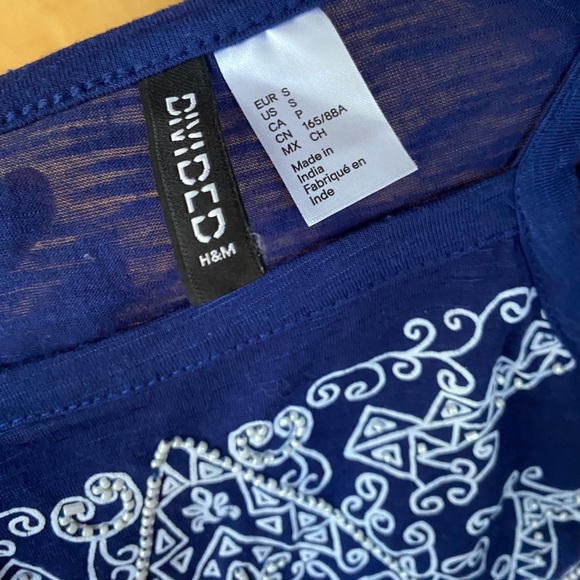 DIVIDED
H&M
EUR S
US S
CA P
CN 165/88A
MX CH
Made in
India
Fabriqué en
Inde